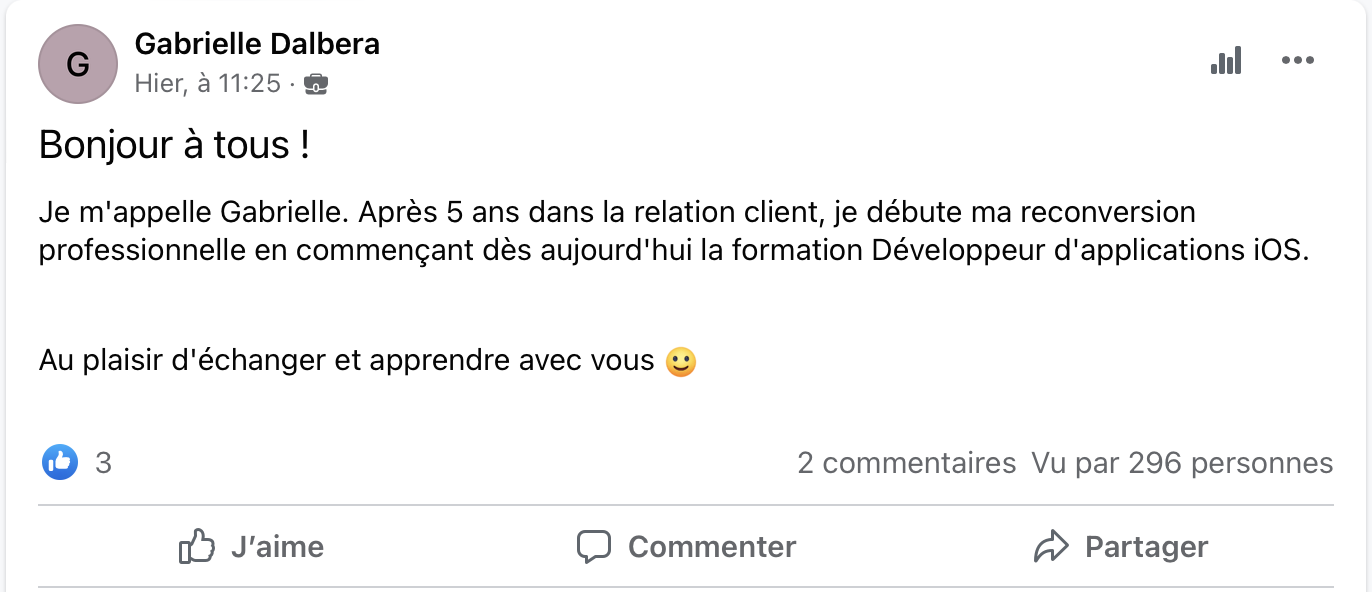 G
Gabrielle Dalbera
Hier, à 11:25 ·
Bonjour à tous !
Je m'appelle Gabrielle. Après 5 ans dans la relation client, je débute ma reconversion
professionnelle en commençant dès aujourd'hui la formation Développeur d'applications iOS.
Au plaisir d'échanger et apprendre avec vous 🙂
3
2 commentaires Vu par 296 personnes
J’aime
Commenter
Partager